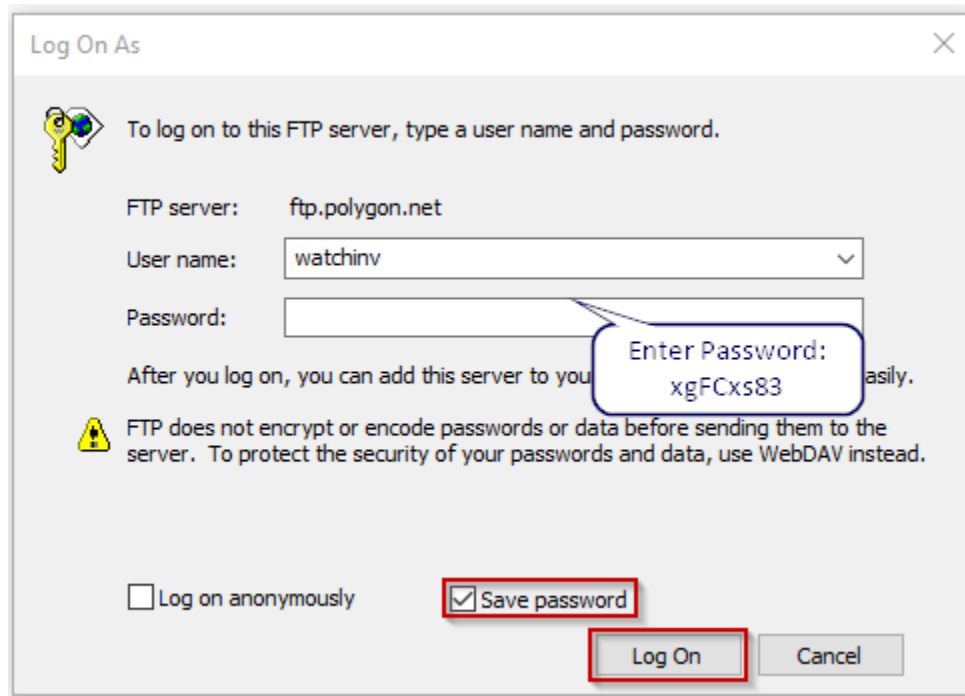 Log On As
To log on to this FTP server, type a user name and password.
FTP server: ftp.polygon.net
User name: watchinv
Password:
Enter Password:
xgFCxs83
After you log on, you can add this server to you asily.
FTP does not encrypt or encode passwords or data before sending them to the
server. To protect the security of your passwords and data, use WebDAV instead.
Log on anonymously Save password
Log On Cancel